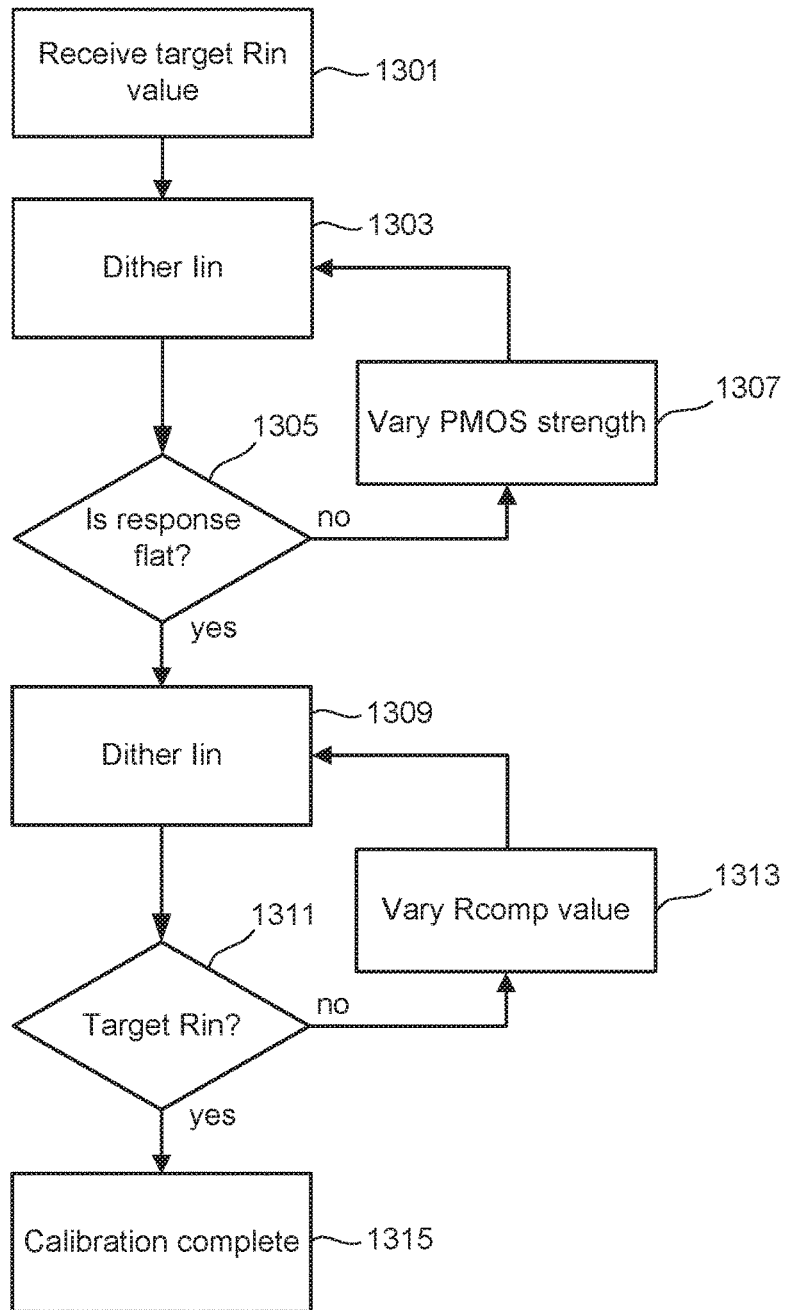 Receive target Rin
value
1301
1303
Dither Iin
1307
Vary PMOS strength
1305
Is response
flat?
no
yes
1309
Dither Iin
1313
Vary Rcomp value
1311
Target Rin?
no
yes
Calibration complete
1315